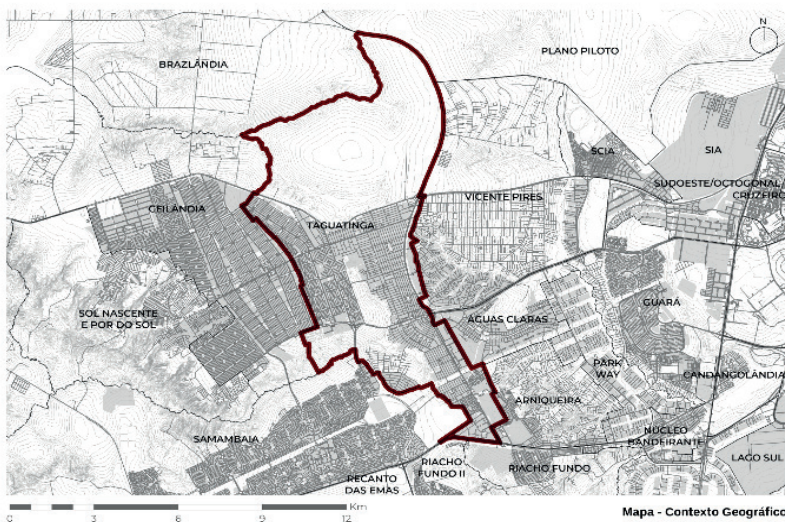 N
PLANO PILOTO
BRAZLÂNDIA
SCIA
SIA
SUDOESTE/OCTOGONAL
CRUZEIRO
VICENTE PIRES
CEILÂNDIA
TAGUATINGA
GUARÁ
SOL NASCENTE
E POR DO SOL
ÁGUAS CLARAS
PARK
WAY
CANDANGOLÂNDIA
ARNIQUEIRA
NÚCLEO
BANDEIRANTE
SAMAMBAIA
LAGO SUL
RIACHO
FUNDO II
RIACHO FUNDO
RECANTO
DAS EMAS
Km
0 3 6 9 12
Mapa - Contexto Geográfico